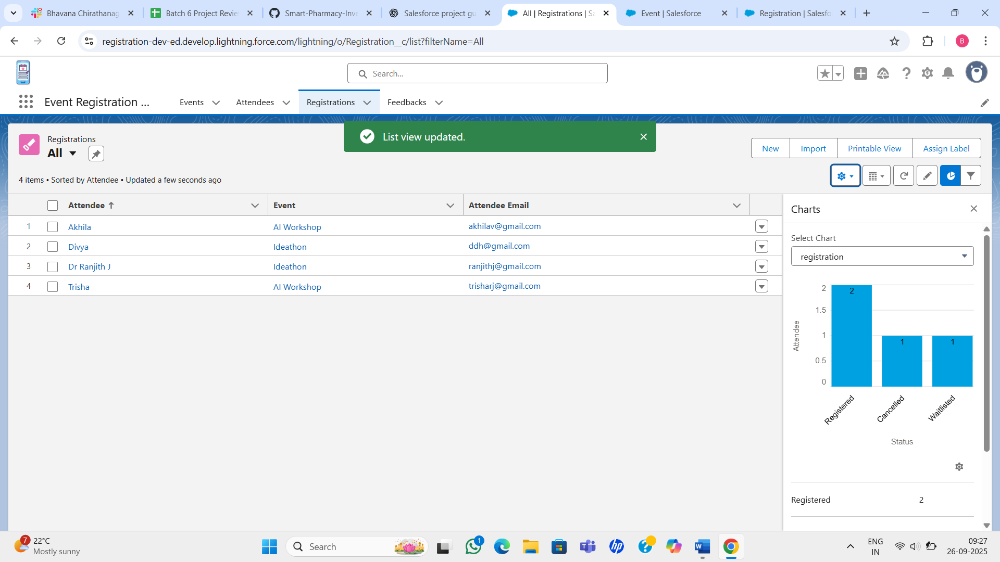 Bhavana Chirathanag
Batch 6 Project Revie
Smart-Pharmacy-Inve
Salesforce project gu
All | Registrations | Sa
Event | Salesforce
Registration | Salesfo
registration-dev-ed.develop.lightning.force.com/lightning/o/Registration__c/list?filterName=All
B
Search...
Event Registration ...
Events
Attendees
Registrations
Feedbacks
List view updated.
Registrations
All
New
Import
Printable View
Assign Label
4 items • Sorted by Attendee • Updated a few seconds ago
Attendee
Event
Attendee Email
1 Akhila AI Workshop akhilav@gmail.com
2 Divya Ideathon ddh@gmail.com
3 Dr Ranjith J Ideathon ranjithj@gmail.com
4 Trisha AI Workshop trisharj@gmail.com
Charts
Select Chart
registration
2
1.5
1
0.5
0
Attendee
2
1
1
Registered
Cancelled
Waitlisted
Status
Registered 2
7
22°C
Mostly sunny
Search
1
ENG
IN
09:27
26-09-2025